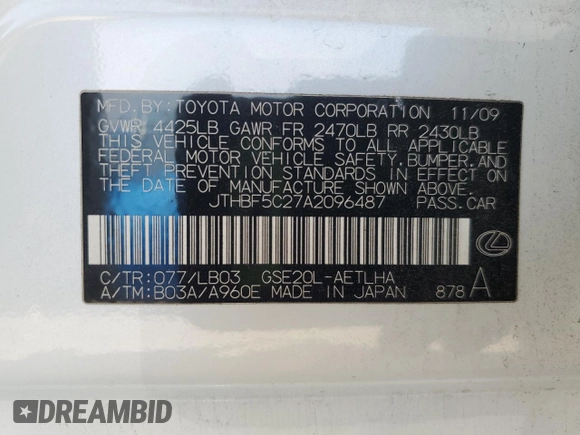 MFD.BY:TOYOTA MOTOR CORPORATION 11/09
GVWR 4425LB GAWR FR 2470LB RR 2430LB
THIS VEHICLE CONFORMS TO ALL APPLICABLE
FEDERAL MOTOR VEHICLE SAFETY,BUMPER,AND
THEFT PREVENTION STANDARDS IN EFFECT ON
THE DATE OF MANUFACTURE SHOWN ABOVE.
JTHBF5C27A2096487 PASS.CAR
C/TR:077/LB03 GSE20L-AETLHA
A/TM:B03A/A960E MADE IN JAPAN 878 A
DREAMBID